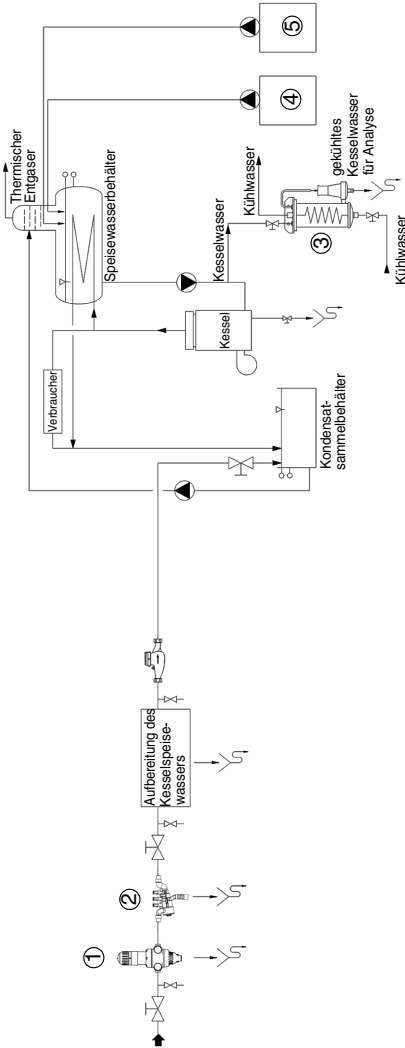 ①
②
Aufbereitung des
Kesselspeise-
wassers
Verbraucher
Thermischer
Entgaser
Speisewasserbehälter
Kessel
Kondensat-
sammelbehälter
Kesselwasser
Kühlwasser
③
gekühltes
Kesselwasser
für Analyse
Kühlwasser
④
⑤